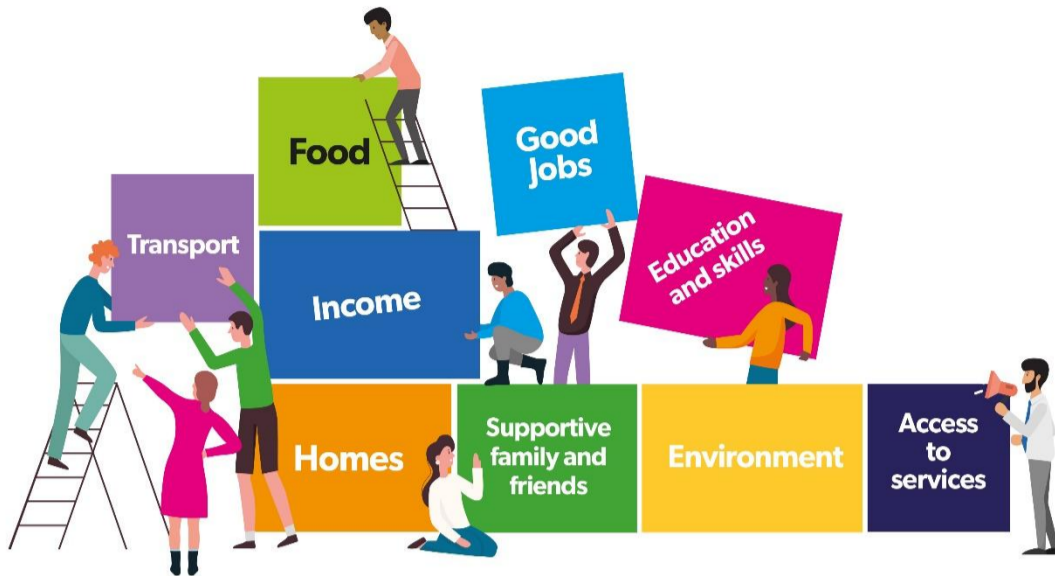 Food
Good
Jobs
Transport
Income
Education
and skills
Homes
Supportive
family and
friends
Environment
Access
to
services